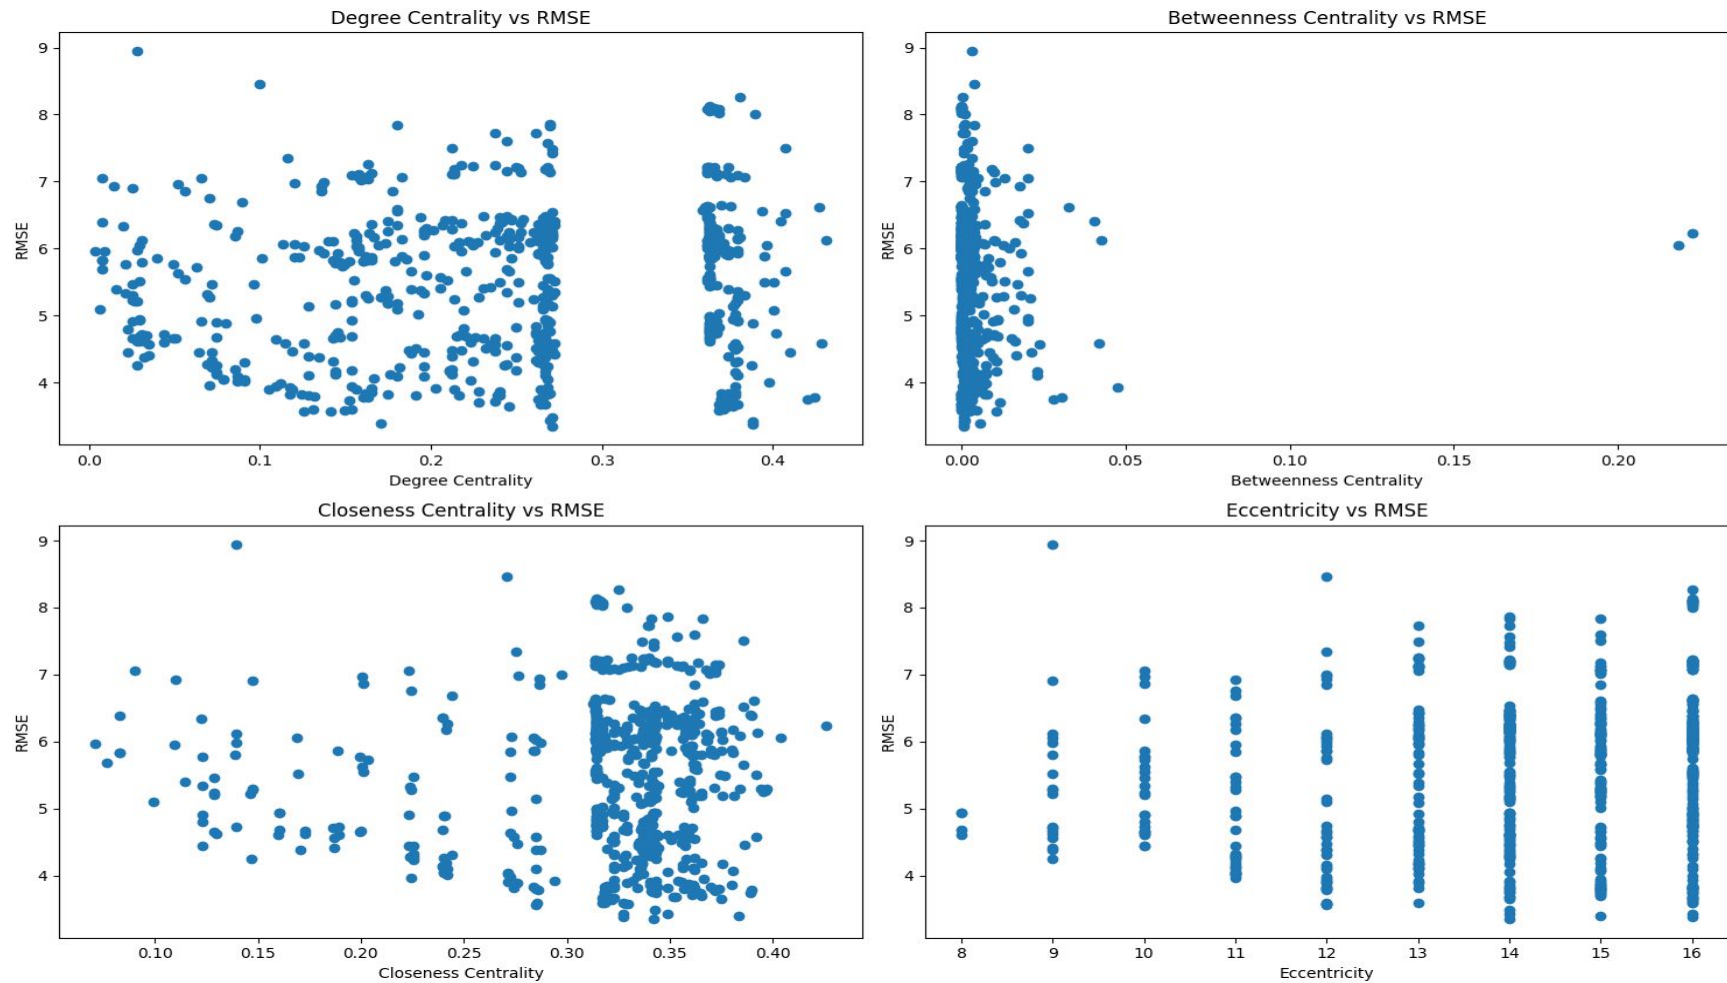 Degree Centrality vs RMSE
9
8
7
6
5
4
RMSE
0.0 0.1 0.2 0.3 0.4
Degree Centrality
Betweenness Centrality vs RMSE
9
8
7
6
5
4
RMSE
0.00 0.05 0.10 0.15 0.20
Betweenness Centrality
Closeness Centrality vs RMSE
9
8
7
6
5
4
RMSE
0.10 0.15 0.20 0.25 0.30 0.35 0.40
Closeness Centrality
Eccentricity vs RMSE
9
8
7
6
5
4
RMSE
8 9 10 11 12 13 14 15 16
Eccentricity